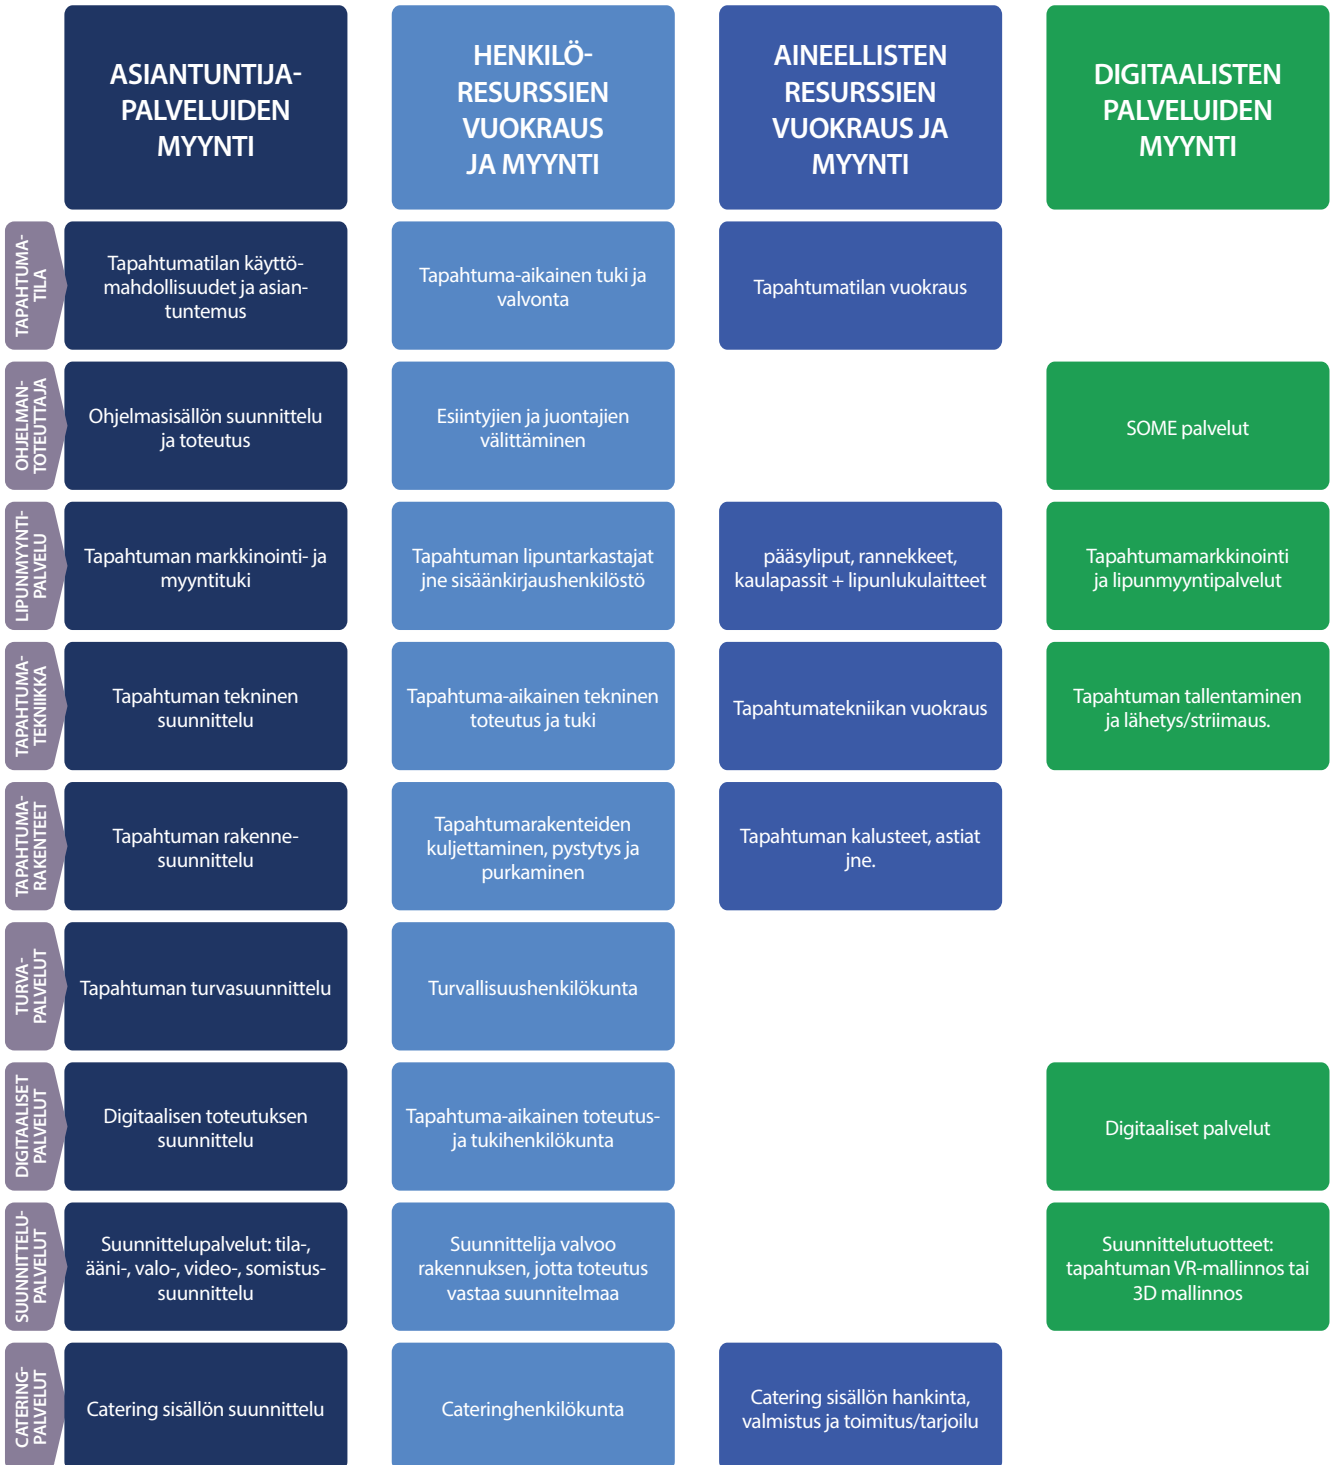 ASIANTUNTIJA-
PALVELUIDEN
MYYNTI
HENKILÖ-
RESURSSIEN
VUOKRAUS
JA MYYNTI
AINEELLISTEN
RESURSSIEN
VUOKRAUS JA
MYYNTI
DIGITAALISTEN
PALVELUIDEN
MYYNTI
TAPAHTUMA-
TILA
Tapahtumatilan käyttö-
mahdollisuudet ja asian-
tuntemus
Tapahtuma-aikainen tuki ja
valvonta
Tapahtumatilan vuokraus
OHJELMAN-
TOTEUTTAJA
Ohjelmasisällön suunnittelu
ja toteutus
Esiintyjien ja juontajien
välittäminen
SOME palvelut
LIPUNMYYNTI-
PALVELU
Tapahtuman markkinointi- ja
myyntituki
Tapahtuman lipuntarkastajat
jne sisäänkirjaushenkilöstö
pääsyliput, rannekkeet,
kaulapassit + lipunlukulaitteet
Tapahtumamarkkinointi
ja lipunmyyntipalvelut
TAPAHTUMA-
TEKNIIKKA
Tapahtuman tekninen
suunnittelu
Tapahtuma-aikainen tekninen
toteutus ja tuki
Tapahtumatekniikan vuokraus
Tapahtuman tallentaminen
ja lähetys/striimaus.
TAPAHTUMA-
RAKENTEET
Tapahtuman rakenne-
suunnittelu
Tapahtumarakenteiden
kuljettaminen, pystytys ja
purkaminen
Tapahtuman kalusteet, astiat
jne.
TURVA-
PALVELUT
Tapahtuman turvasuunnittelu
Turvallisuushenkilökunta
DIGITAALISET
PALVELUT
Digitaalisen toteutuksen
suunnittelu
Tapahtuma-aikainen toteutus-
ja tukihenkilökunta
Digitaaliset palvelut
SUUNNITTELU-
PALVELUT
Suunnittelupalvelut: tila-,
ääni-, valo-, video-, somistus-
suunnittelu
Suunnittelija valvoo
rakennuksen, jotta toteutus
vastaa suunnitelmaa
Suunnittelutuotteet:
tapahtuman VR-mallinnos tai
3D mallinnos
CATERING-
PALVELUT
Catering sisällön suunnittelu
Cateringhenkilökunta
Catering sisällön hankinta,
valmistus ja toimitus/tarjoilu